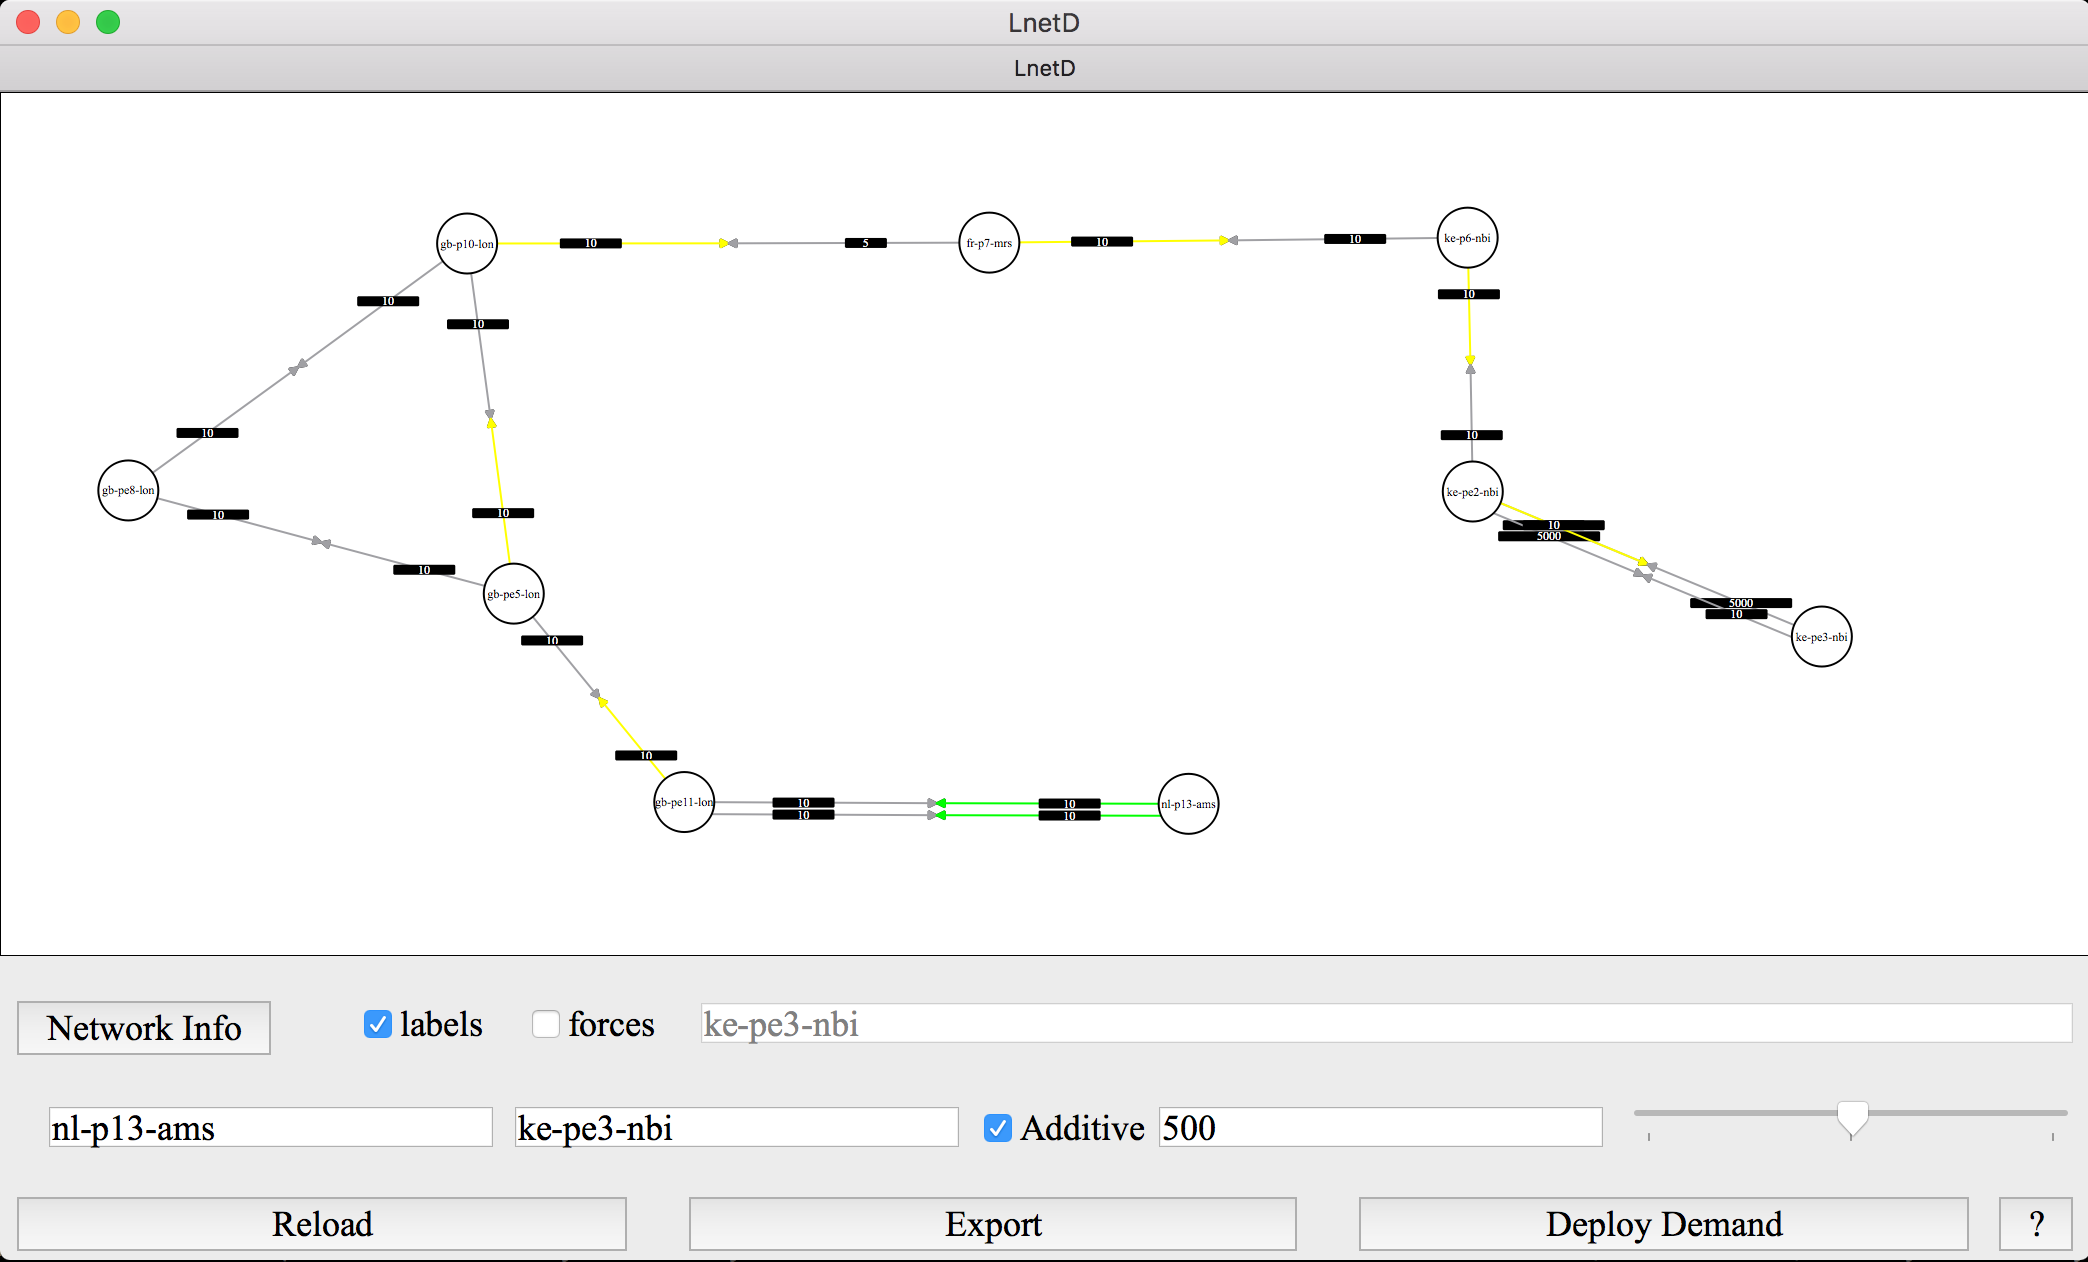 LnetD
LnetD
gb-p10-lon
10
5
fr-p7-mrs
10
10
ke-p6-nbi
10
10
10
10
10
gb-pe8-lon
10
10
10
ke-pe2-nbi
10
5000
gb-pe5-lon
10
5000
10
ke-pe3-nbi
10
gb-pe11-lon
10
10
10
10
nl-p13-ams
Network Info
labels
forces
ke-pe3-nbi
nl-p13-ams
ke-pe3-nbi
Additive
500
Reload
Export
Deploy Demand
?